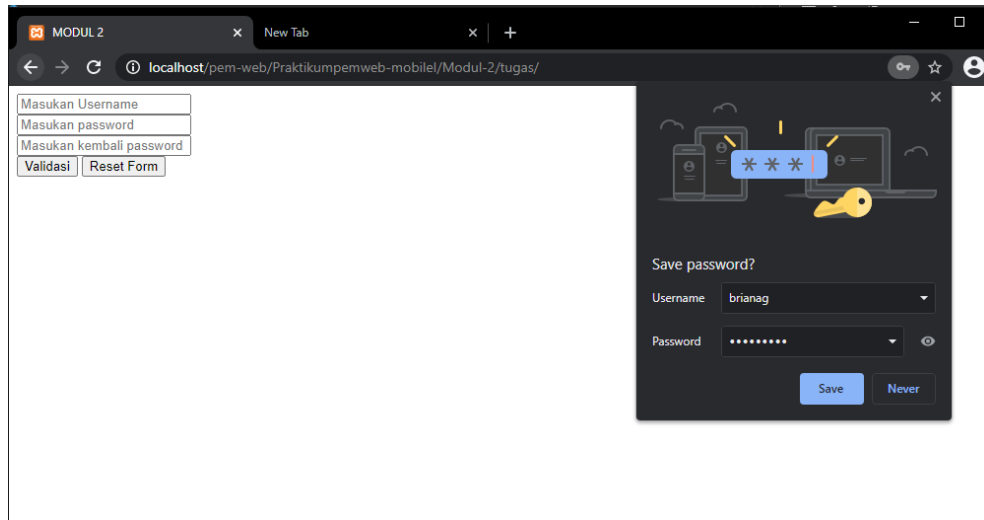 MODUL 2
New Tab
localhost/pem-web/Praktikumpemweb-mobilel/Modul-2/tugas/
Masukan Username
Masukan password
Masukan kembali password
Validasi Reset Form
* * *
Save password?
Username brianag
Password •••••••••
Save Never